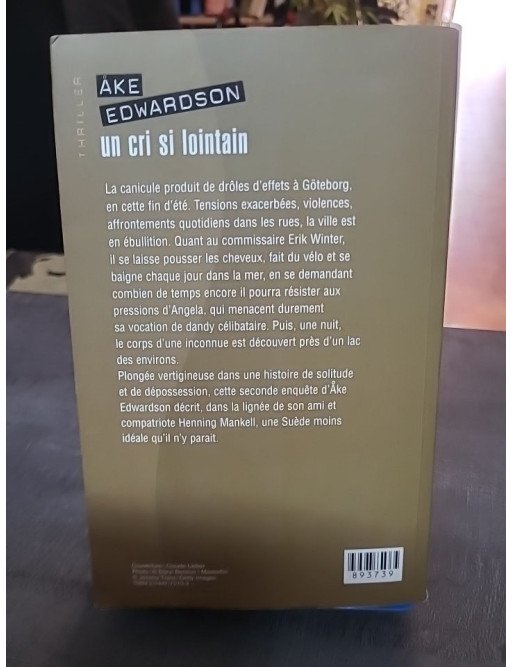 THRILLER
ÅKE
EDWARDSON
un cri si lointain
La canicule produit de drôles d'effets à Göteborg,
en cette fin d'été. Tensions exacerbées, violences,
affrontements quotidiens dans les rues, la ville est
en ébullition. Quant au commissaire Erik Winter,
il se laisse pousser les cheveux, fait du vélo et se
baigne chaque jour dans la mer, en se demandant
combien de temps encore il pourra résister aux
pressions d'Angela, qui menacent durement
sa vocation de dandy célibataire. Puis, une nuit,
le corps d'une inconnue est découvert près d'un lac
des environs.
Plongée vertigineuse dans une histoire de solitude
et de dépossession, cette seconde enquête d'Åke
Edwardson décrit, dans la lignée de son ami et
compatriote Henning Mankell, une Suède moins
idéale qu'il n'y parait.
893739